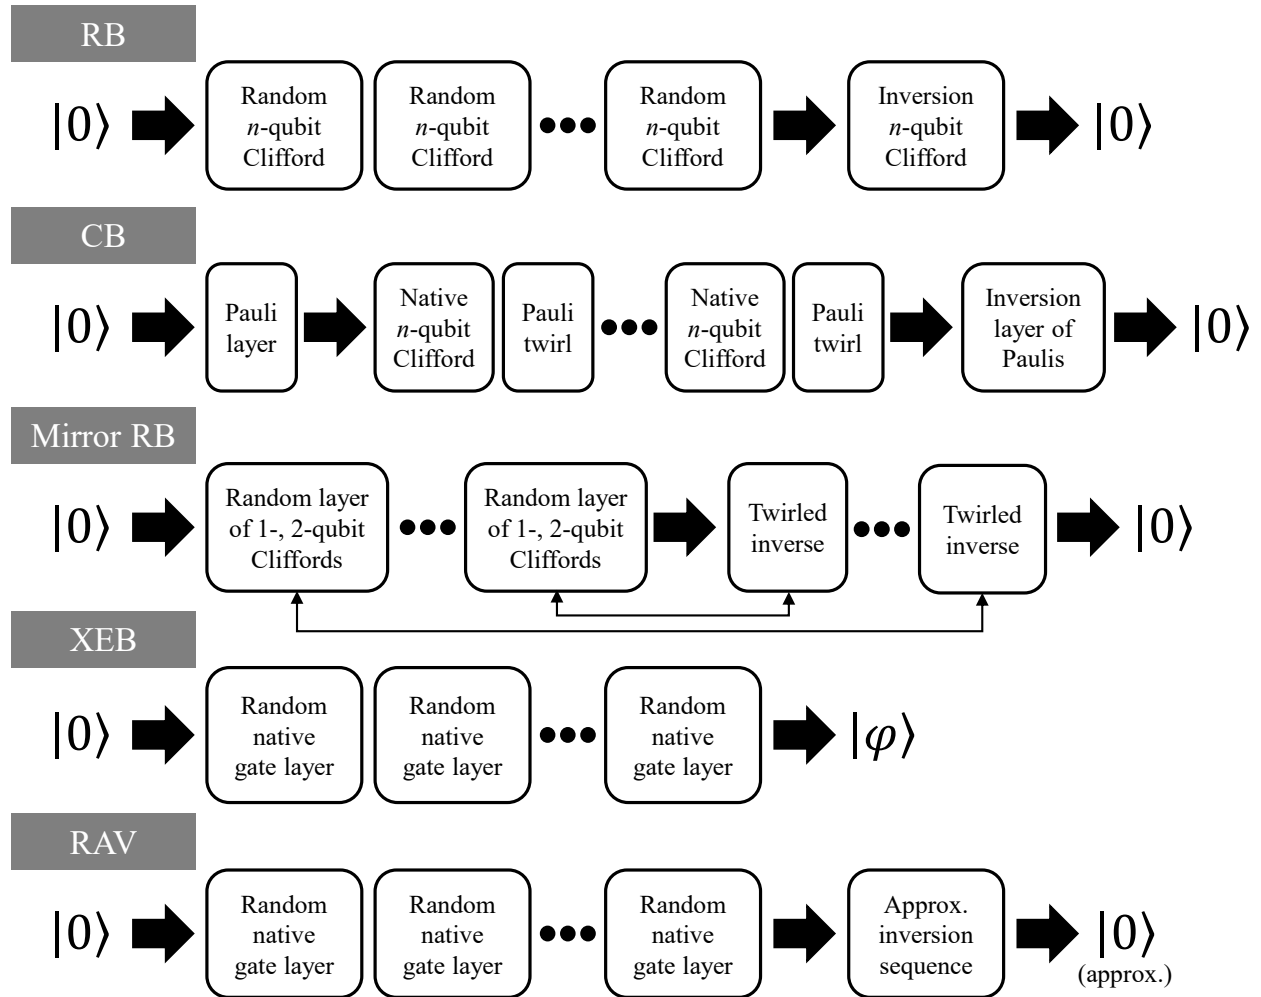 RB
|0⟩
Random
n-qubit
Clifford
Random
n-qubit
Clifford
Random
n-qubit
Clifford
Inversion
n-qubit
Clifford
|0⟩
CB
|0⟩
Pauli
layer
Native
n-qubit
Clifford
Pauli
twirl
Native
n-qubit
Clifford
Pauli
twirl
Inversion
layer of
Paulis
|0⟩
Mirror RB
|0⟩
Random layer
of 1-, 2-qubit
Cliffords
Random layer
of 1-, 2-qubit
Cliffords
Twirled
inverse
Twirled
inverse
|0⟩
XEB
|0⟩
Random
native
gate layer
Random
native
gate layer
Random
native
gate layer
|φ⟩
RAV
|0⟩
Random
native
gate layer
Random
native
gate layer
Random
native
gate layer
Approx.
inversion
sequence
|0⟩
(approx.)